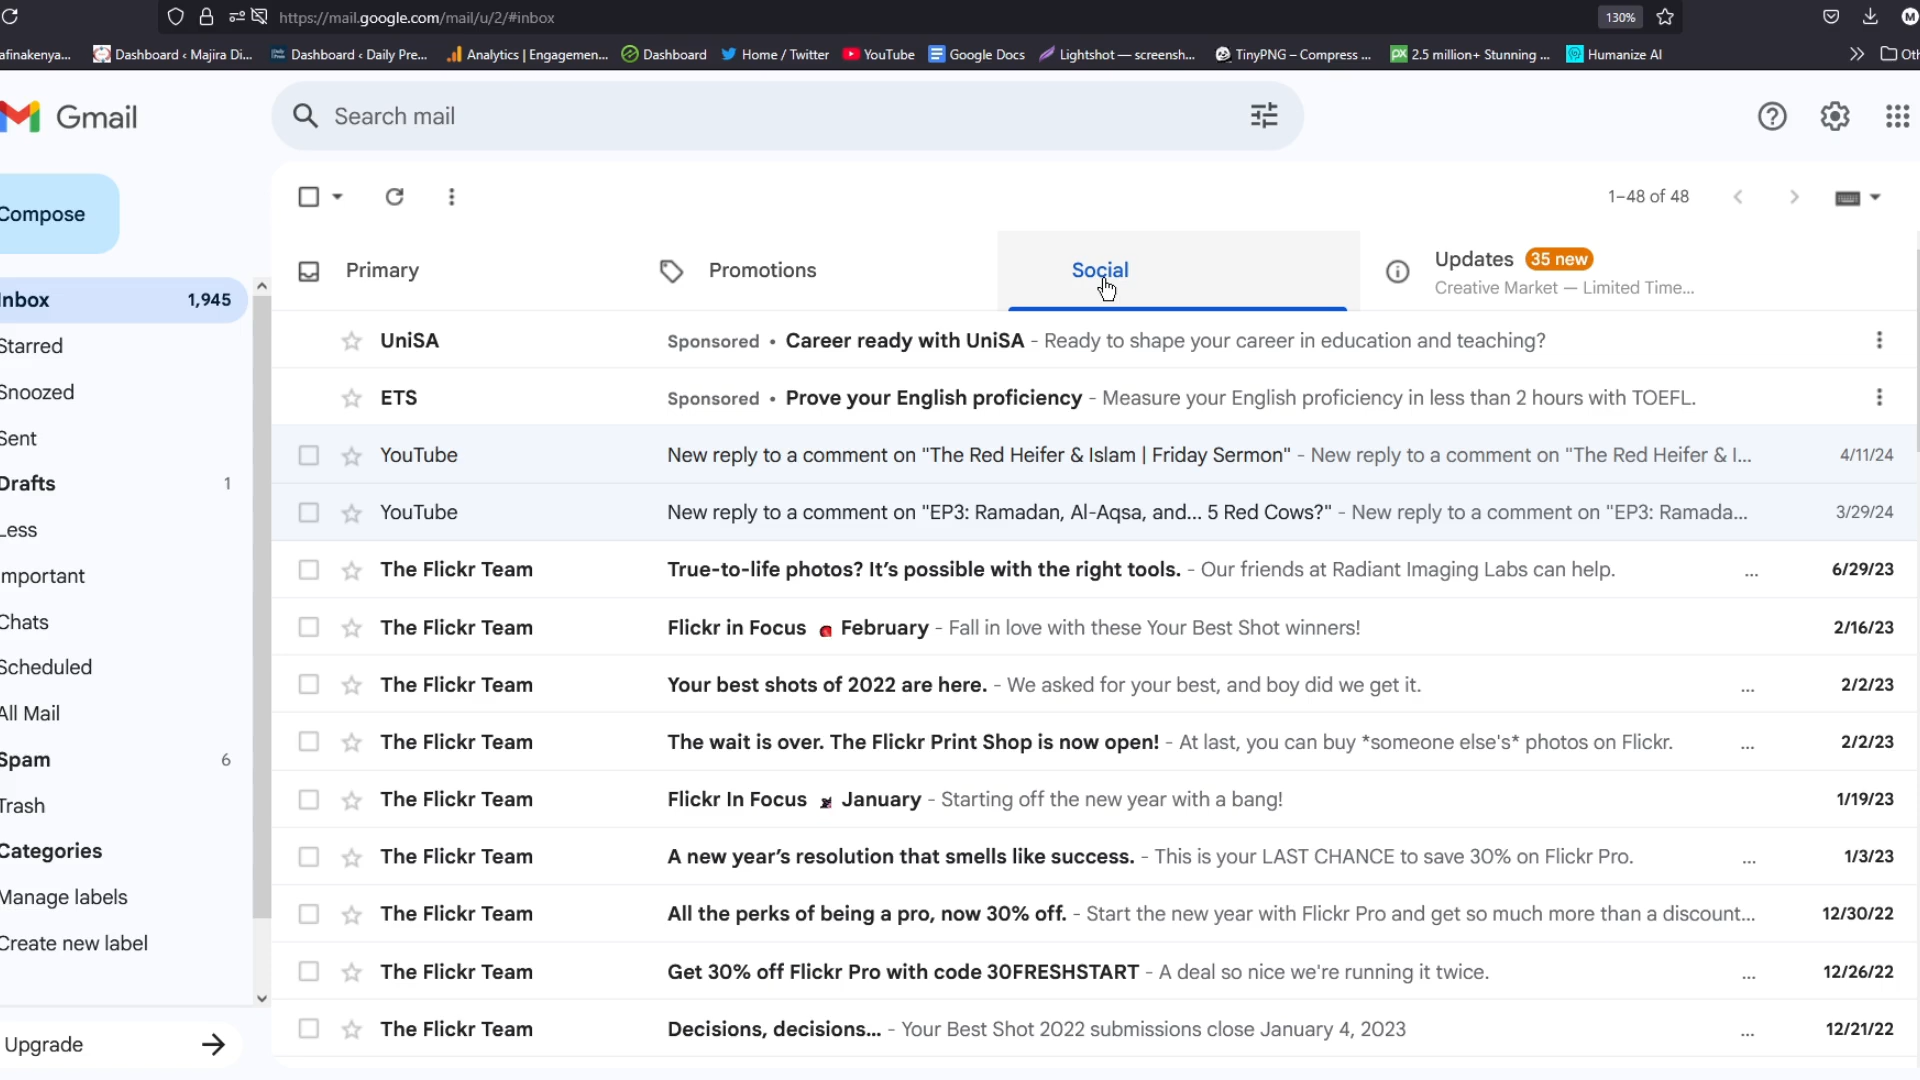 https://mail.google.com/mail/u/2/#inbox
130%
M
afinakenya...
Dashboard ‹ Majira Di...
Dashboard ‹ Daily Pre...
Analytics | Engagemen...
Dashboard
Home / Twitter
YouTube
Google Docs
Lightshot — screensh...
TinyPNG – Compress ...
2.5 million+ Stunning ...
Humanize AI
Oth
Gmail
Search mail
Compose
1–48 of 48
Primary
Promotions
Social
Updates 35 new
Creative Market — Limited Time...
Inbox 1,945
Starred
Snoozed
Sent
Drafts 1
Less
Important
Chats
Scheduled
All Mail
Spam 6
Trash
Categories
Manage labels
Create new label
Upgrade
UniSA Sponsored • Career ready with UniSA - Ready to shape your career in education and teaching?
ETS Sponsored • Prove your English proficiency - Measure your English proficiency in less than 2 hours with TOEFL.
YouTube New reply to a comment on "The Red Heifer & Islam | Friday Sermon" - New reply to a comment on "The Red Heifer & I... 4/11/24
YouTube New reply to a comment on "EP3: Ramadan, Al-Aqsa, and... 5 Red Cows?" - New reply to a comment on "EP3: Ramada... 3/29/24
The Flickr Team True-to-life photos? It’s possible with the right tools. - Our friends at Radiant Imaging Labs can help. ... 6/29/23
The Flickr Team Flickr in Focus February - Fall in love with these Your Best Shot winners! 2/16/23
The Flickr Team Your best shots of 2022 are here. - We asked for your best, and boy did we get it. ... 2/2/23
The Flickr Team The wait is over. The Flickr Print Shop is now open! - At last, you can buy *someone else's* photos on Flickr. ... 2/2/23
The Flickr Team Flickr In Focus January - Starting off the new year with a bang! 1/19/23
The Flickr Team A new year’s resolution that smells like success. - This is your LAST CHANCE to save 30% on Flickr Pro. ... 1/3/23
The Flickr Team All the perks of being a pro, now 30% off. - Start the new year with Flickr Pro and get so much more than a discount... 12/30/22
The Flickr Team Get 30% off Flickr Pro with code 30FRESHSTART - A deal so nice we're running it twice. ... 12/26/22
The Flickr Team Decisions, decisions... - Your Best Shot 2022 submissions close January 4, 2023 ... 12/21/22